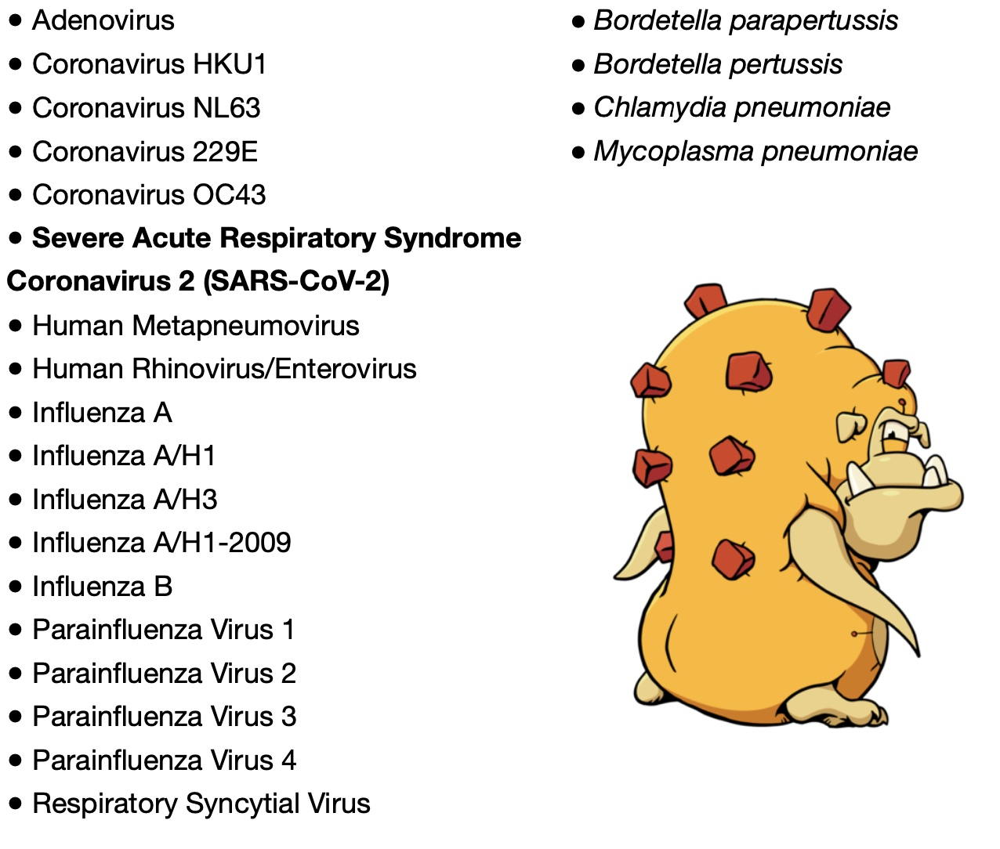 • Adenovirus
• Coronavirus HKU1
• Coronavirus NL63
• Coronavirus 229E
• Coronavirus OC43
• Severe Acute Respiratory Syndrome
Coronavirus 2 (SARS-CoV-2)
• Human Metapneumovirus
• Human Rhinovirus/Enterovirus
• Influenza A
• Influenza A/H1
• Influenza A/H3
• Influenza A/H1-2009
• Influenza B
• Parainfluenza Virus 1
• Parainfluenza Virus 2
• Parainfluenza Virus 3
• Parainfluenza Virus 4
• Respiratory Syncytial Virus
• Bordetella parapertussis
• Bordetella pertussis
• Chlamydia pneumoniae
• Mycoplasma pneumoniae